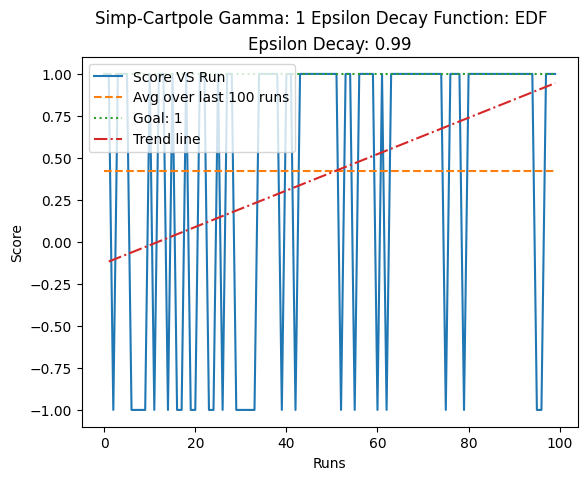 Simp-Cartpole Gamma: 1 Epsilon Decay Function: EDF
Epsilon Decay: 0.99
Score VS Run
Avg over last 100 runs
Goal: 1
Trend line
1.00
0.75
0.50
0.25
0.00
−0.25
−0.50
−0.75
−1.00
Score
0 20 40 60 80 100
Runs